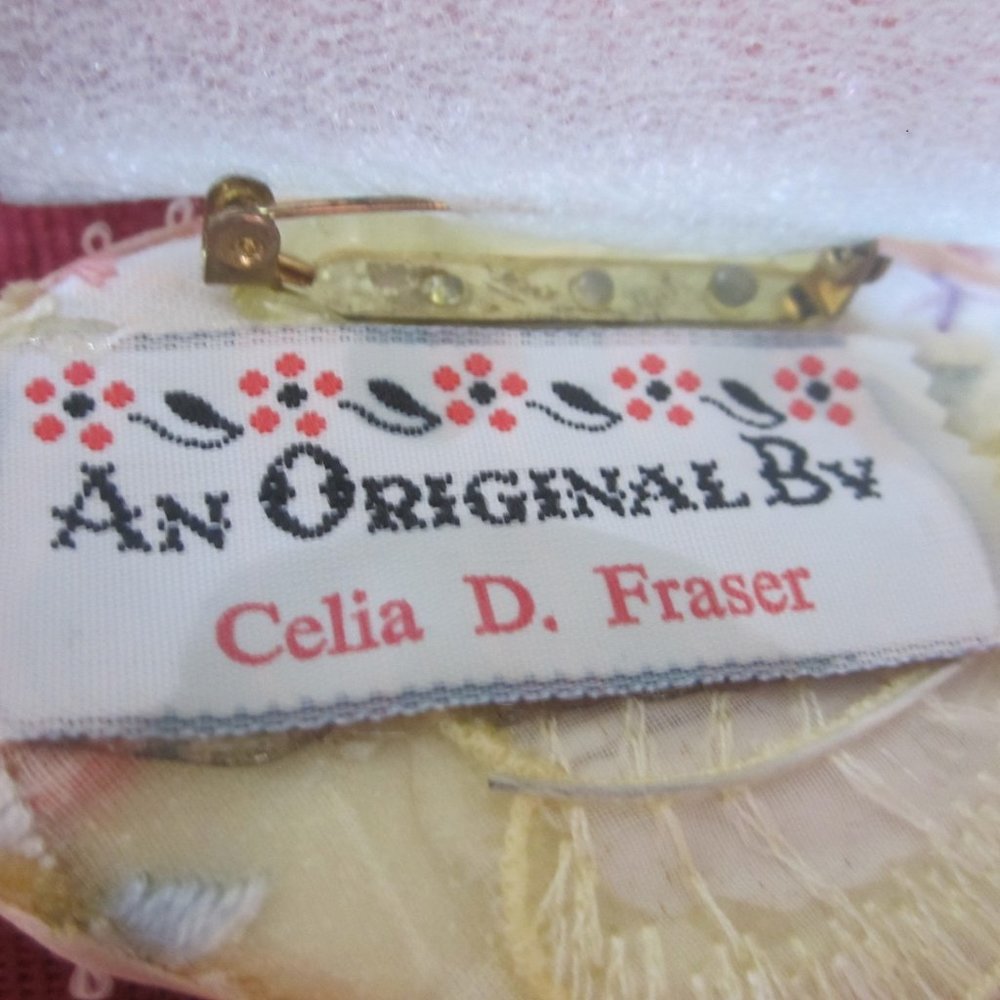 An Original By
Celia D. Fraser